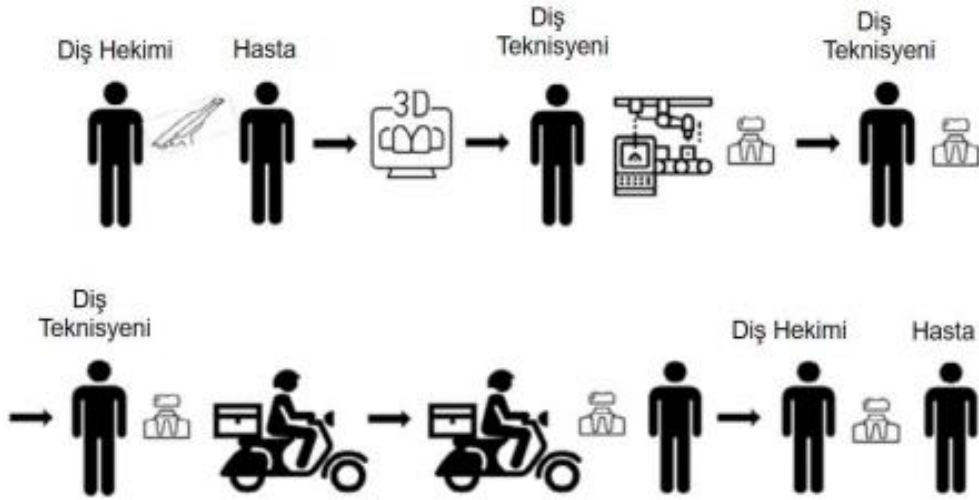 Diş Hekimi
Hasta
Diş
Teknisyeni
Diş
Teknisyeni
3D
Diş
Teknisyeni
Diş Hekimi
Hasta